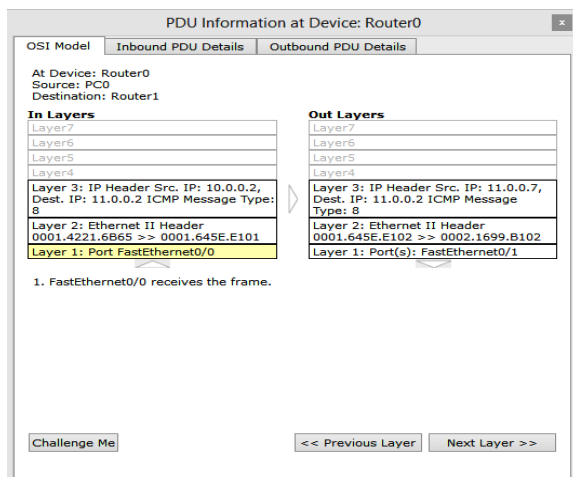 PDU Information at Device: Router0
x
OSI Model
Inbound PDU Details
Outbound PDU Details
At Device: Router0
Source: PC0
Destination: Router1
In Layers
Layer7
Layer6
Layer5
Layer4
Layer 3: IP Header Src. IP: 10.0.0.2,
Dest. IP: 11.0.0.2 ICMP Message Type:
8
Layer 2: Ethernet II Header
0001.4221.6B65 >> 0001.645E.E101
Layer 1: Port FastEthernet0/0
Out Layers
Layer7
Layer6
Layer5
Layer4
Layer 3: IP Header Src. IP: 11.0.0.7,
Dest. IP: 11.0.0.2 ICMP Message
Type: 8
Layer 2: Ethernet II Header
0001.645E.E102 >> 0002.1699.B102
Layer 1: Port(s): FastEthernet0/1
1. FastEthernet0/0 receives the frame.
Challenge Me
<< Previous Layer
Next Layer >>